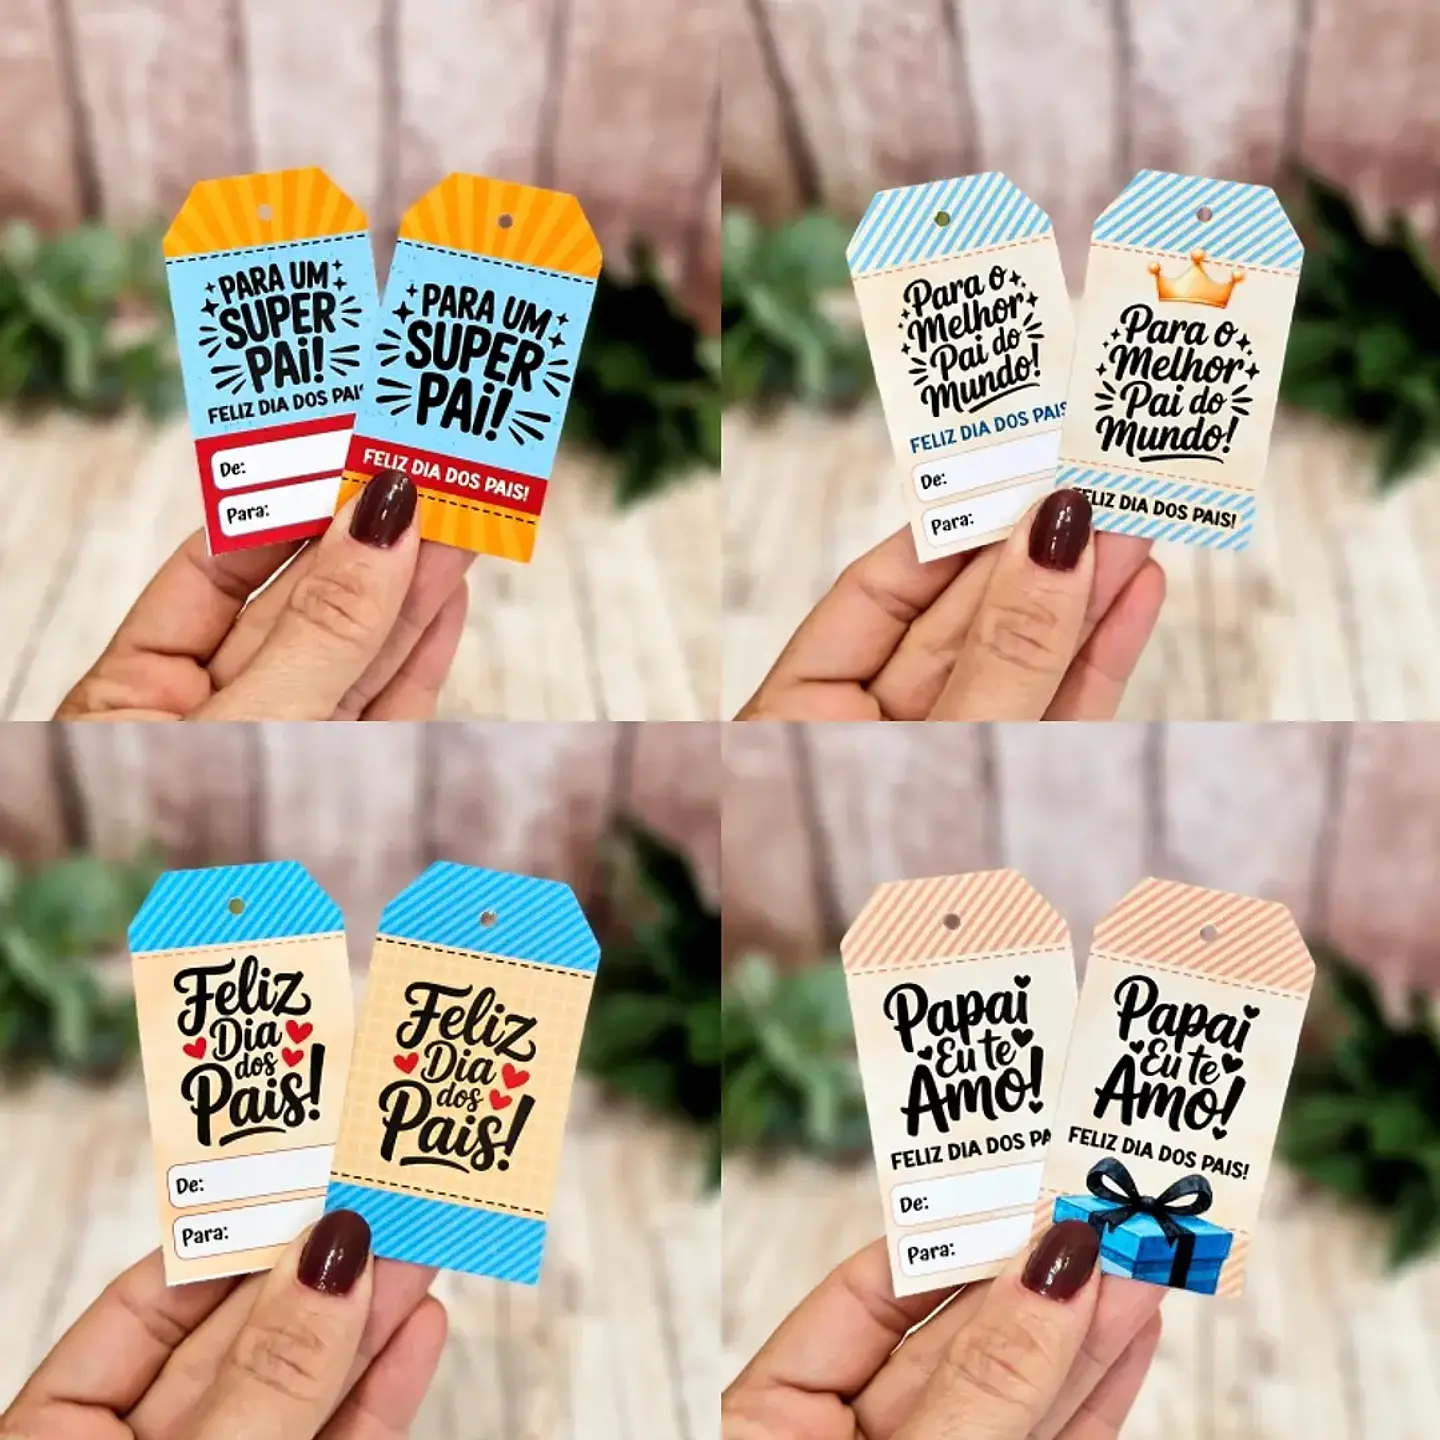 PARA UM
SUPER
PAi!
FELIZ DIA DOS PAIS
De:
Para:
PARA UM
SUPER
PAi!
FELIZ DIA DOS PAIS!
Para o
Melhor
Pai do
Mundo!
FELIZ DIA DOS PAIS
De:
Para:
Para o
Melhor
Pai do
Mundo!
FELIZ DIA DOS PAIS!
Feliz
Dia
dos
Pais!
De:
Para:
Feliz
Dia
dos
Pais!
Papai
Eu te
Amo!
FELIZ DIA DOS PA
De:
Para:
Papai
Eu te
Amo!
FELIZ DIA DOS PAIS!